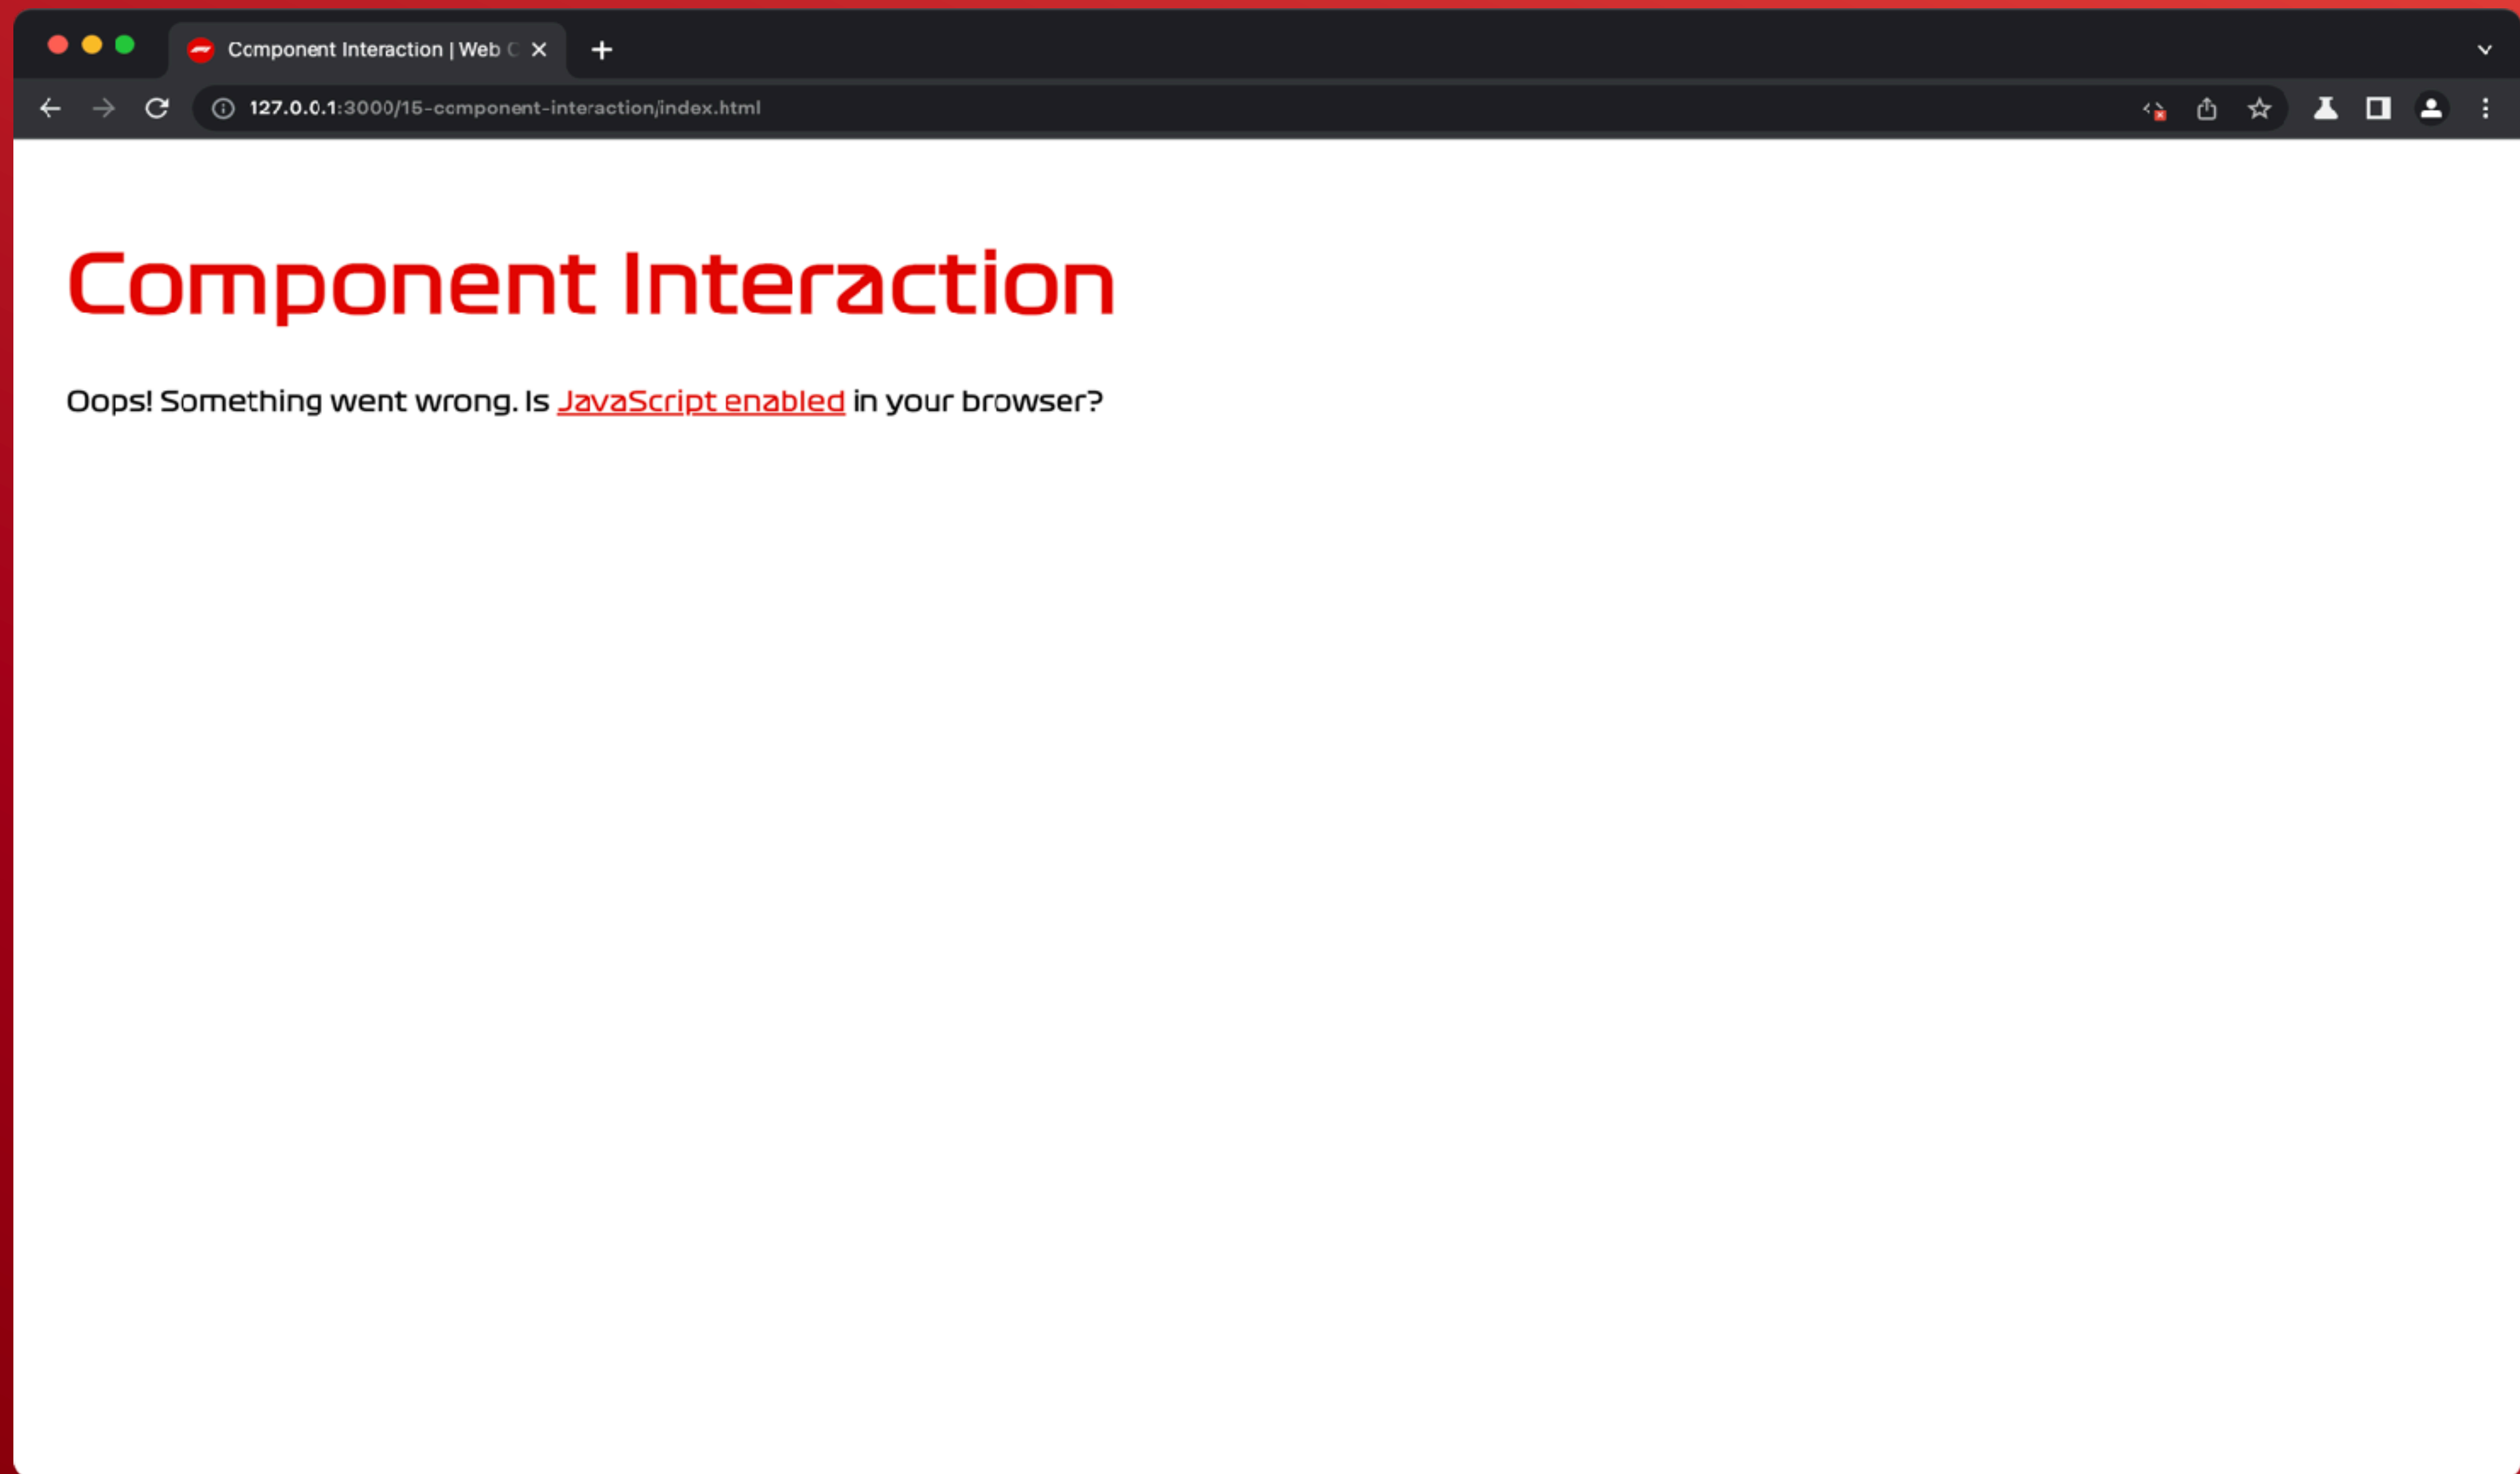 Component Interaction | Web C
127.0.0.1:3000/15-component-interaction/index.html
Component Interaction
Oops! Something went wrong. Is JavaScript enabled in your browser?